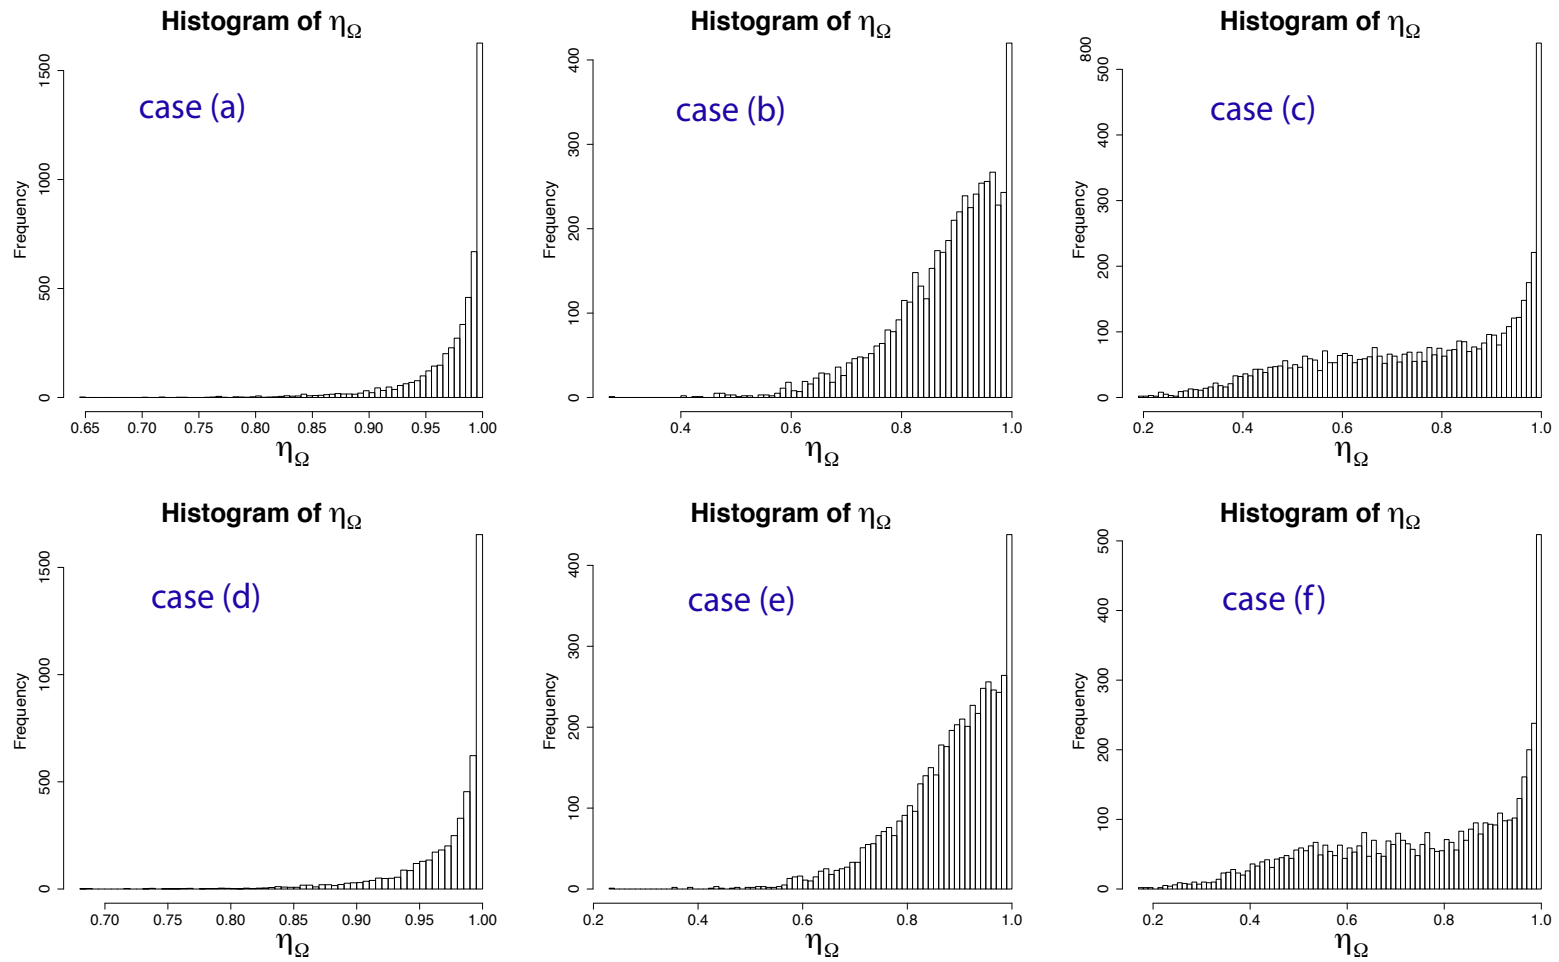 Histogram of ηΩ
case (a)
Frequency
0
500
1000
1500
0.65 0.70 0.75 0.80 0.85 0.90 0.95 1.00
ηΩ
Histogram of ηΩ
case (b)
Frequency
0
100
200
300
400
0.4 0.6 0.8 1.0
ηΩ
Histogram of ηΩ
case (c)
Frequency
0
100
200
300
400
500
800
0.2 0.4 0.6 0.8 1.0
ηΩ
Histogram of ηΩ
case (d)
Frequency
0
500
1000
1500
0.70 0.75 0.80 0.85 0.90 0.95 1.00
ηΩ
Histogram of ηΩ
case (e)
Frequency
0
100
200
300
400
0.2 0.4 0.6 0.8 1.0
ηΩ
Histogram of ηΩ
case (f)
Frequency
0
100
200
300
400
500
0.2 0.4 0.6 0.8 1.0
ηΩ